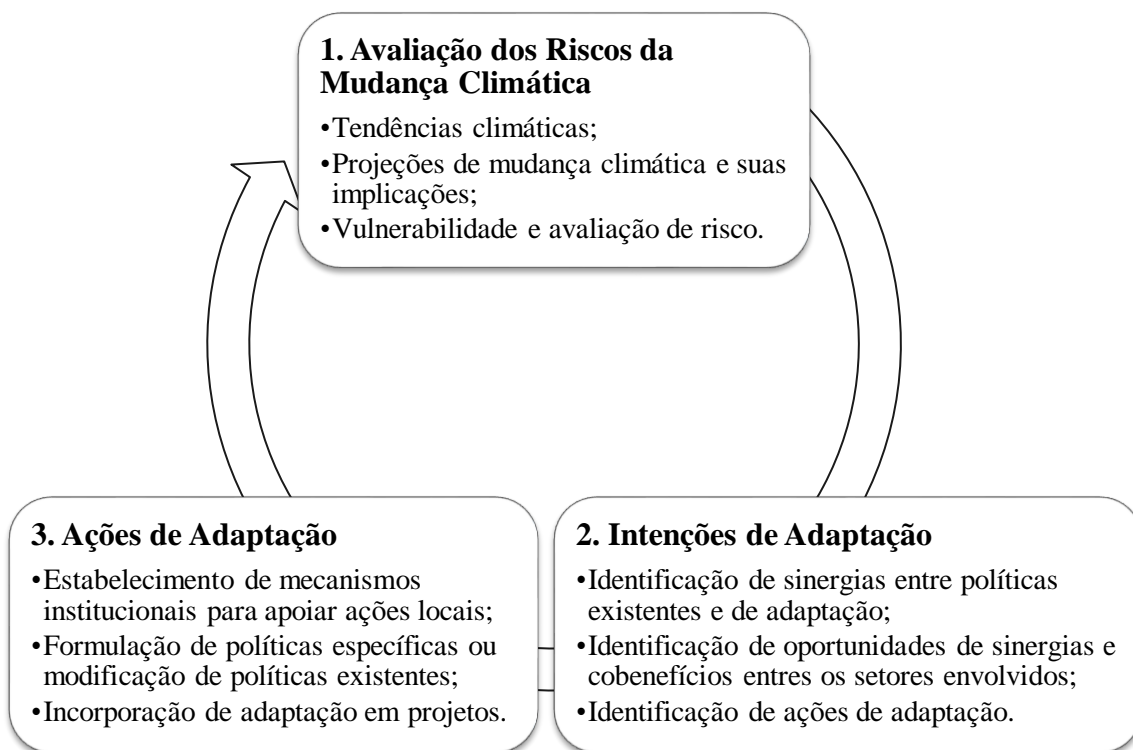 1. Avaliação dos Riscos da
Mudança Climática
•Tendências climáticas;
•Projeções de mudança climática e suas
implicações;
•Vulnerabilidade e avaliação de risco.
3. Ações de Adaptação
•Estabelecimento de mecanismos
institucionais para apoiar ações locais;
•Formulação de políticas específicas ou
modificação de políticas existentes;
•Incorporação de adaptação em projetos.
2. Intenções de Adaptação
•Identificação de sinergias entre políticas
existentes e de adaptação;
•Identificação de oportunidades de sinergias e
cobenefícios entres os setores envolvidos;
•Identificação de ações de adaptação.